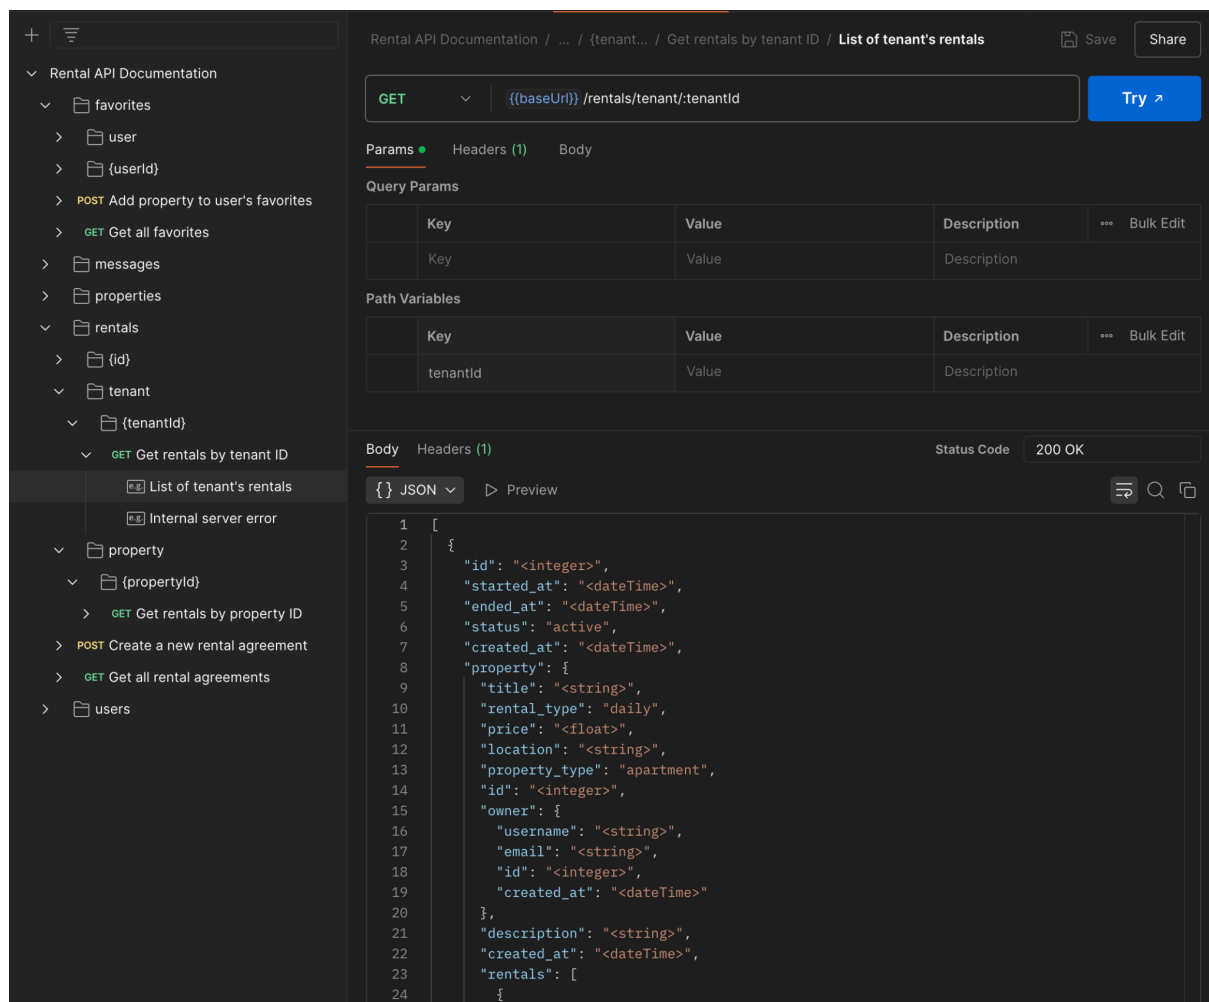 Rental API Documentation
favorites
user
{userId}
POST Add property to user's favorites
GET Get all favorites
messages
properties
rentals
{id}
tenant
{tenantId}
GET Get rentals by tenant ID
e.g. List of tenant's rentals
e.g. Internal server error
property
{propertyId}
GET Get rentals by property ID
POST Create a new rental agreement
GET Get all rental agreements
users
Rental API Documentation / ... / {tenant... / Get rentals by tenant ID / List of tenant's rentals
Save
Share
GET {{baseUrl}} /rentals/tenant/:tenantId
Try ↗
Params Headers (1) Body
Query Params
Key Value Description ••• Bulk Edit
Key Value Description
Path Variables
Key Value Description ••• Bulk Edit
tenantId Value Description
Body Headers (1) Status Code 200 OK
{} JSON Preview
1 [
2 {
3 "id": "<integer>",
4 "started_at": "<dateTime>",
5 "ended_at": "<dateTime>",
6 "status": "active",
7 "created_at": "<dateTime>",
8 "property": {
9 "title": "<string>",
10 "rental_type": "daily",
11 "price": "<float>",
12 "location": "<string>",
13 "property_type": "apartment",
14 "id": "<integer>",
15 "owner": {
16 "username": "<string>",
17 "email": "<string>",
18 "id": "<integer>",
19 "created_at": "<dateTime>"
20 },
21 "description": "<string>",
22 "created_at": "<dateTime>",
23 "rentals": [
24 {